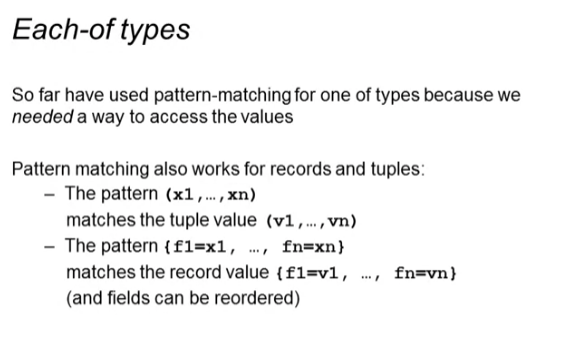 Each-of types
So far have used pattern-matching for one of types because we
needed a way to access the values
Pattern matching also works for records and tuples:
– The pattern (x1,…,xn)
matches the tuple value (v1,…,vn)
– The pattern {f1=x1, …, fn=xn}
matches the record value {f1=v1, …, fn=vn}
(and fields can be reordered)